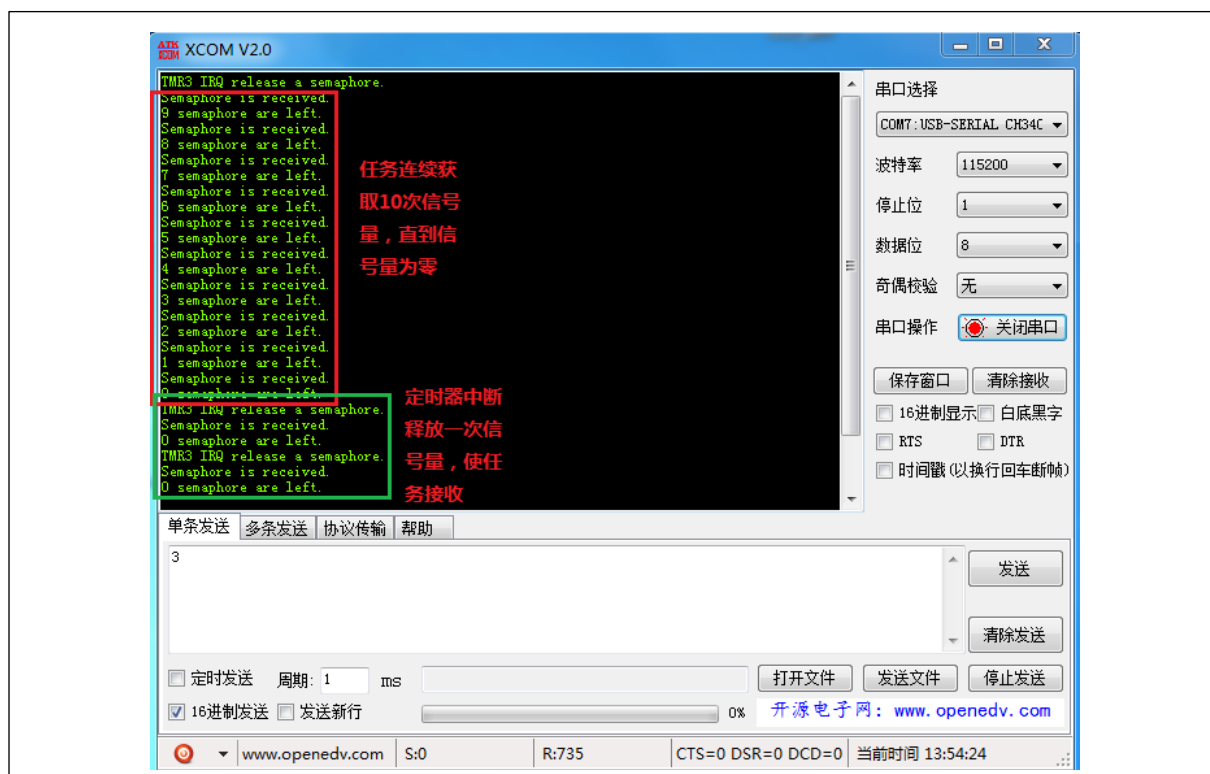 ATK XCOM XCOM V2.0
TMR3 IRQ release a semaphore.
Semaphore is received.
9 semaphore are left.
Semaphore is received.
8 semaphore are left.
Semaphore is received.
7 semaphore are left.
Semaphore is received.
6 semaphore are left.
Semaphore is received.
5 semaphore are left.
Semaphore is received.
4 semaphore are left.
Semaphore is received.
3 semaphore are left.
Semaphore is received.
2 semaphore are left.
Semaphore is received.
1 semaphore are left.
Semaphore is received.
0 semaphore are left.
TMR3 IRQ release a semaphore.
Semaphore is received.
0 semaphore are left.
TMR3 IRQ release a semaphore.
Semaphore is received.
0 semaphore are left.
任务连续获
取10次信号
量，直到信
号量为零
定时器中断
释放一次信
号量，使任
务接收
串口选择
COM7:USB-SERIAL CH34C
波特率 115200
停止位 1
数据位 8
奇偶校验 无
串口操作 关闭串口
保存窗口 清除接收
16进制显示 白底黑字
RTS DTR
时间戳(以换行回车断帧)
单条发送 多条发送 协议传输 帮助
3
发送
清除发送
定时发送 周期: 1 ms 打开文件 发送文件 停止发送
16进制发送 发送新行 0% 开源电子网: www.openedv.com
www.openedv.com S:0 R:735 CTS=0 DSR=0 DCD=0 当前时间 13:54:24